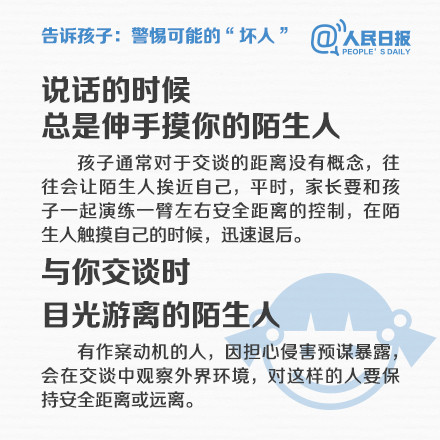 告诉孩子：警惕可能的“坏人”
@人民日报
PEOPLE'S DAILY
说话的时候
总是伸手摸你的陌生人
孩子通常对于交谈的距离没有概念，往
往会让陌生人挨近自己，平时，家长要和孩
子一起演练一臂左右安全距离的控制，在陌
生人触摸自己的时候，迅速退后。
与你交谈时
目光游离的陌生人
有作案动机的人，因担心侵害预谋暴露，
会在交谈中观察外界环境，对这样的人要保
持安全距离或远离。